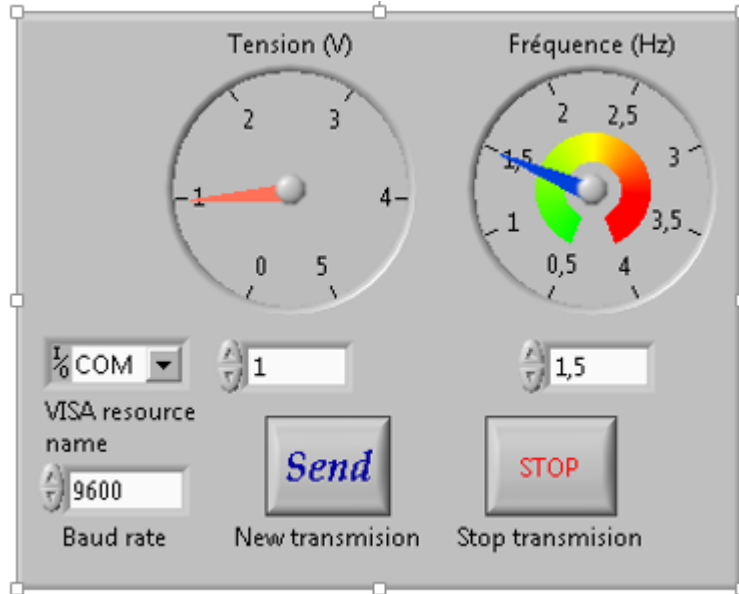 Tension (V)
Fréquence (Hz)
0
1
2
3
4
5
0,5
1
1,5
2
2,5
3
3,5
4
I/O COM
1
1,5
VISA resource
name
9600
Baud rate
Send
New transmision
STOP
Stop transmision